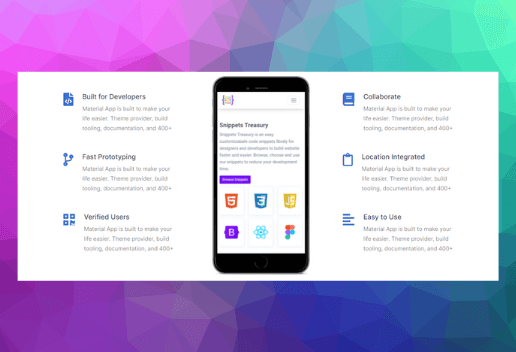 Built for Developers
Material App is built to make your
life easier. Theme provider, build
tooling, documentation, and 400+
Fast Prototyping
Material App is built to make your
life easier. Theme provider, build
tooling, documentation, and 400+
Verified Users
Material App is built to make your
life easier. Theme provider, build
tooling, documentation, and 400+
Snippets Treasury
Snippets Treasury is an easy
customizable code snippets library for
designers and developers to build website
faster and easier. Browse, choose and use
our snippets to reduce your development
time.
Browse Snippets
5
3
JS
B
Collaborate
Material App is built to make your
life easier. Theme provider, build
tooling, documentation, and 400+
Location Integrated
Material App is built to make your
life easier. Theme provider, build
tooling, documentation, and 400+
Easy to Use
Material App is built to make your
life easier. Theme provider, build
tooling, documentation, and 400+